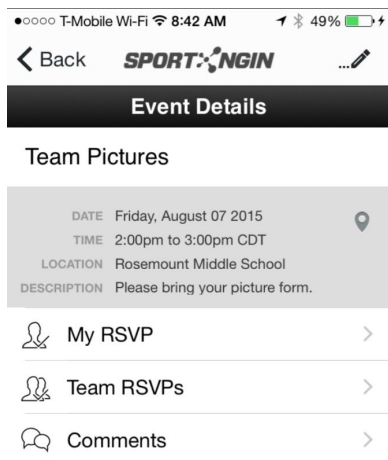 T-Mobile Wi-Fi 8:42 AM 49%
Back SPORT NGIN ...
Event Details
Team Pictures
DATE Friday, August 07 2015
TIME 2:00pm to 3:00pm CDT
LOCATION Rosemount Middle School
DESCRIPTION Please bring your picture form.
My RSVP
Team RSVPs
Comments